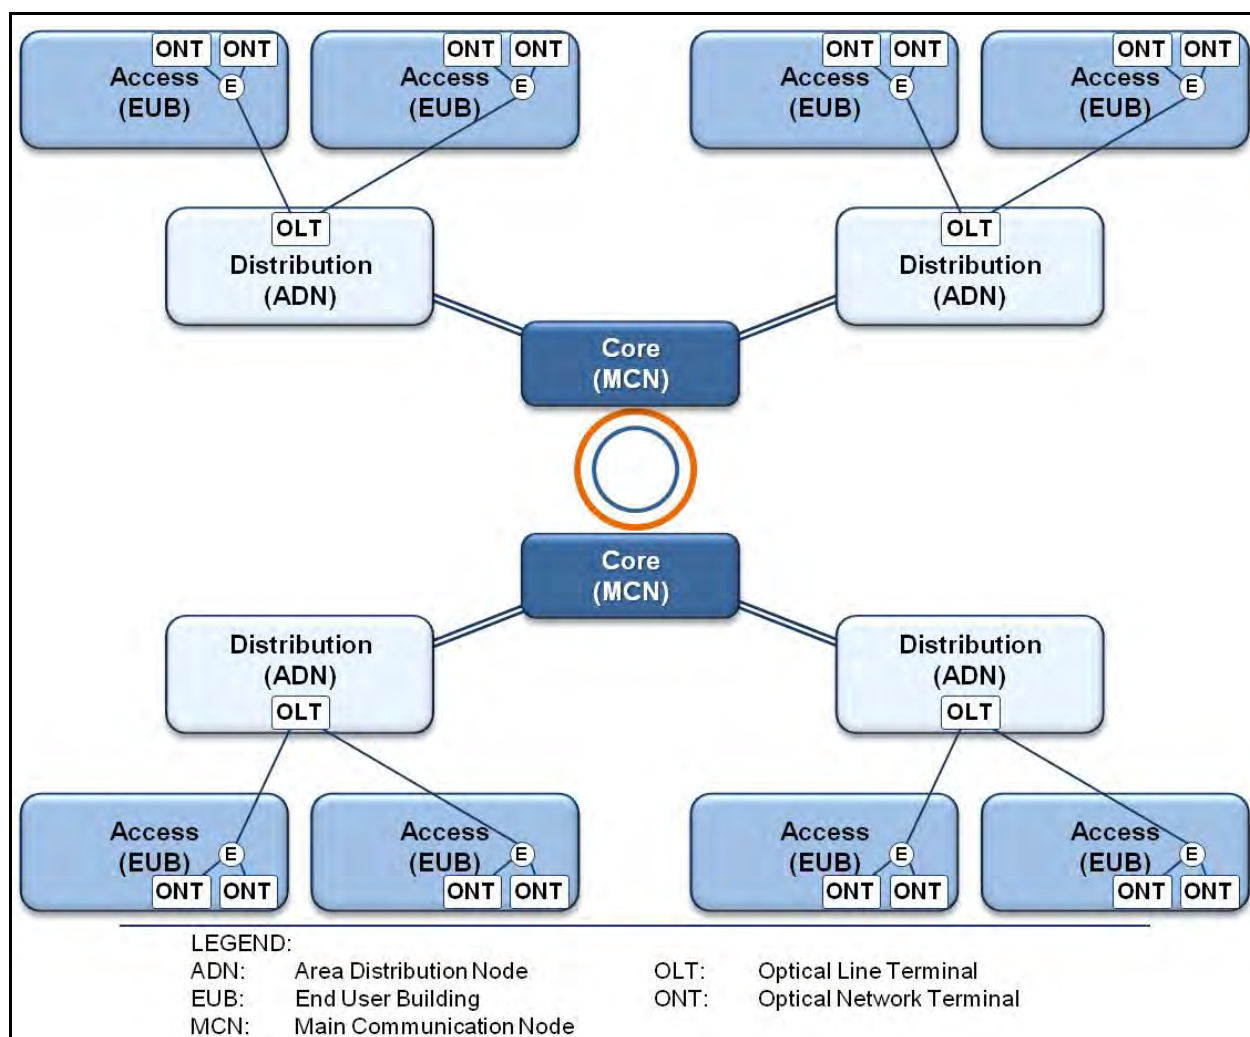 ONT ONT ONT ONT ONT ONT ONT ONT
Access Access Access Access
(EUB) E (EUB) E (EUB) E (EUB) E
OLT OLT
Distribution Distribution
(ADN) (ADN)
Core
(MCN)
Core
(MCN)
Distribution Distribution
(ADN) (ADN)
OLT OLT
Access Access Access Access
(EUB) E (EUB) E (EUB) E (EUB) E
ONT ONT ONT ONT ONT ONT ONT ONT
LEGEND:
ADN: Area Distribution Node OLT: Optical Line Terminal
EUB: End User Building ONT: Optical Network Terminal
MCN: Main Communication Node